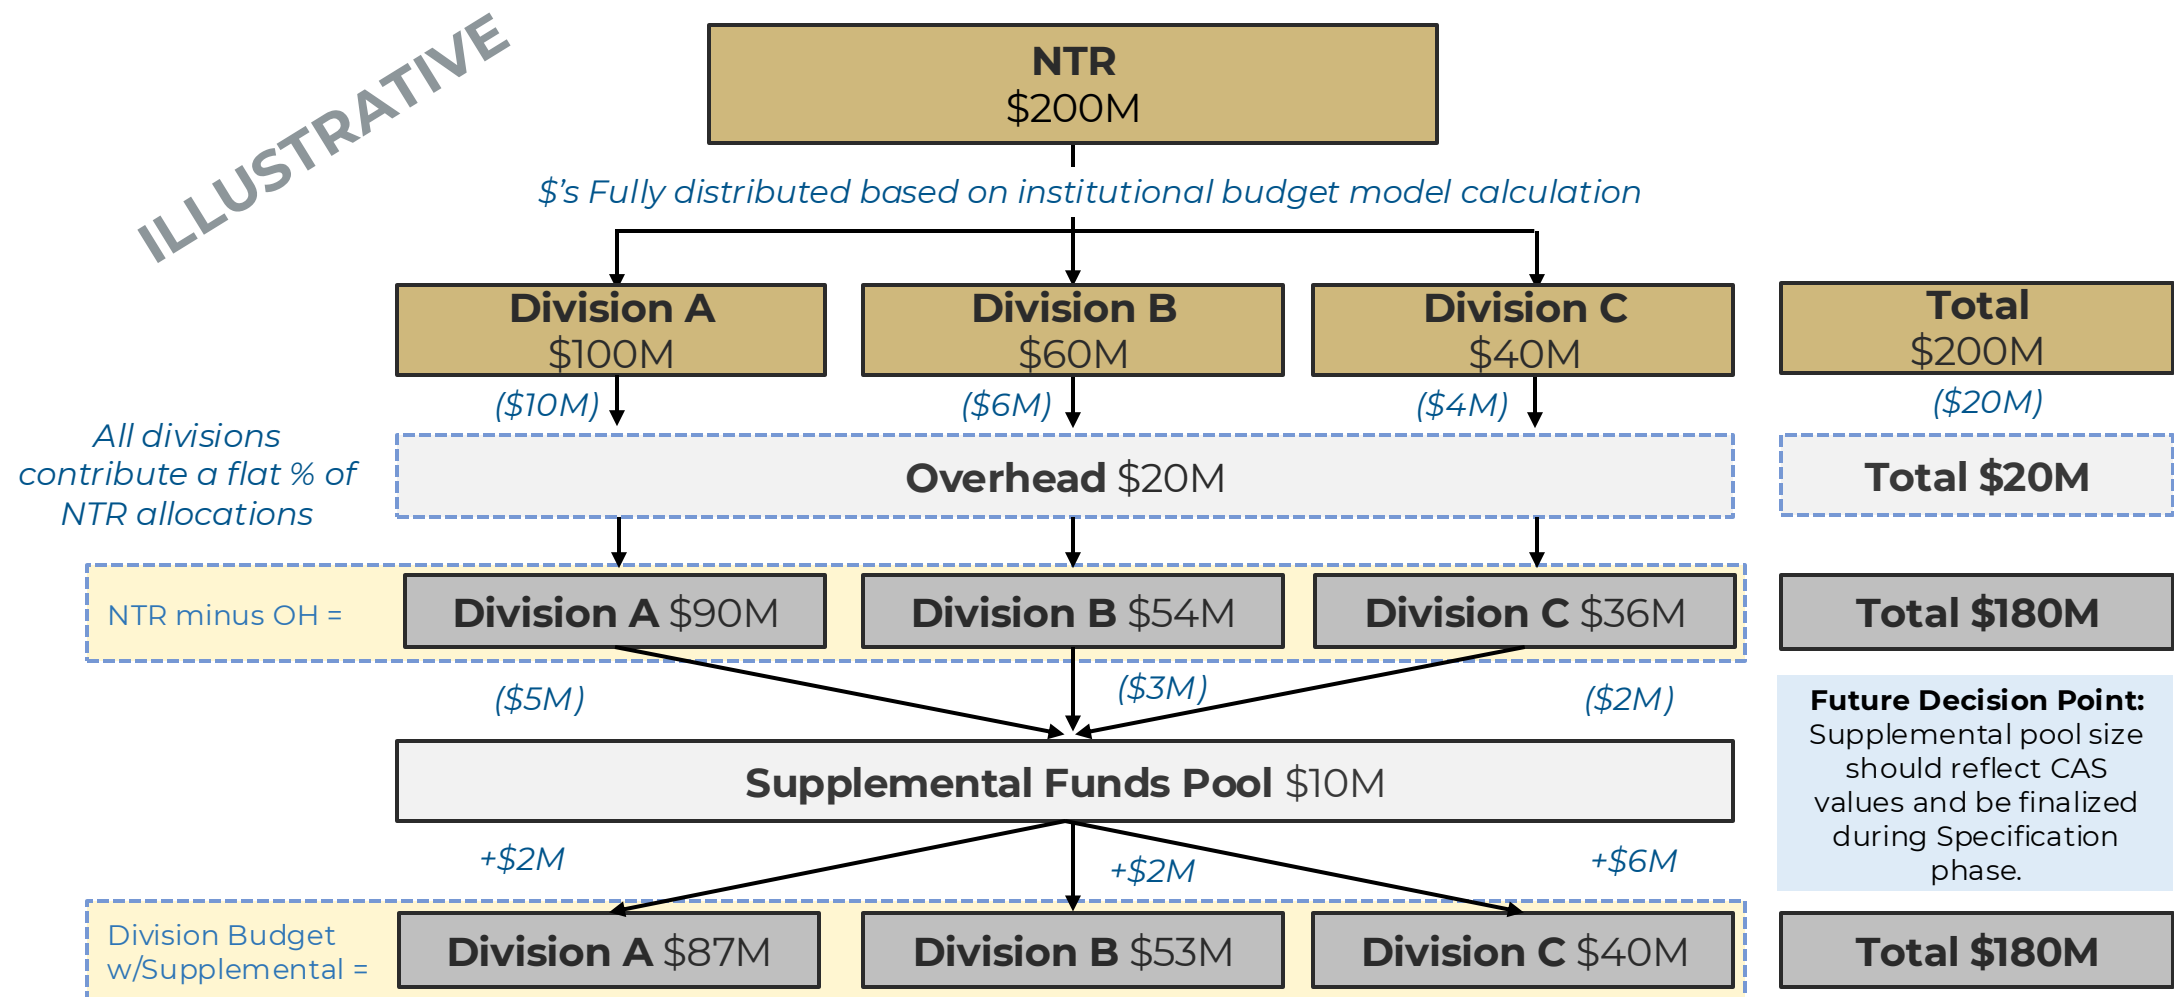 ILLUSTRATIVE
NTR
$200M
$'s Fully distributed based on institutional budget model calculation
Division A
$100M
Division B
$60M
Division C
$40M
Total
$200M
($10M)
($6M)
($4M)
($20M)
All divisions
contribute a flat % of
NTR allocations
Overhead $20M
Total $20M
NTR minus OH =
Division A $90M
Division B $54M
Division C $36M
Total $180M
($5M)
($3M)
($2M)
Future Decision Point:
Supplemental pool size
should reflect CAS
values and be finalized
during Specification
phase.
Supplemental Funds Pool $10M
+$2M
+$2M
+$6M
Division Budget
w/Supplemental =
Division A $87M
Division B $53M
Division C $40M
Total $180M